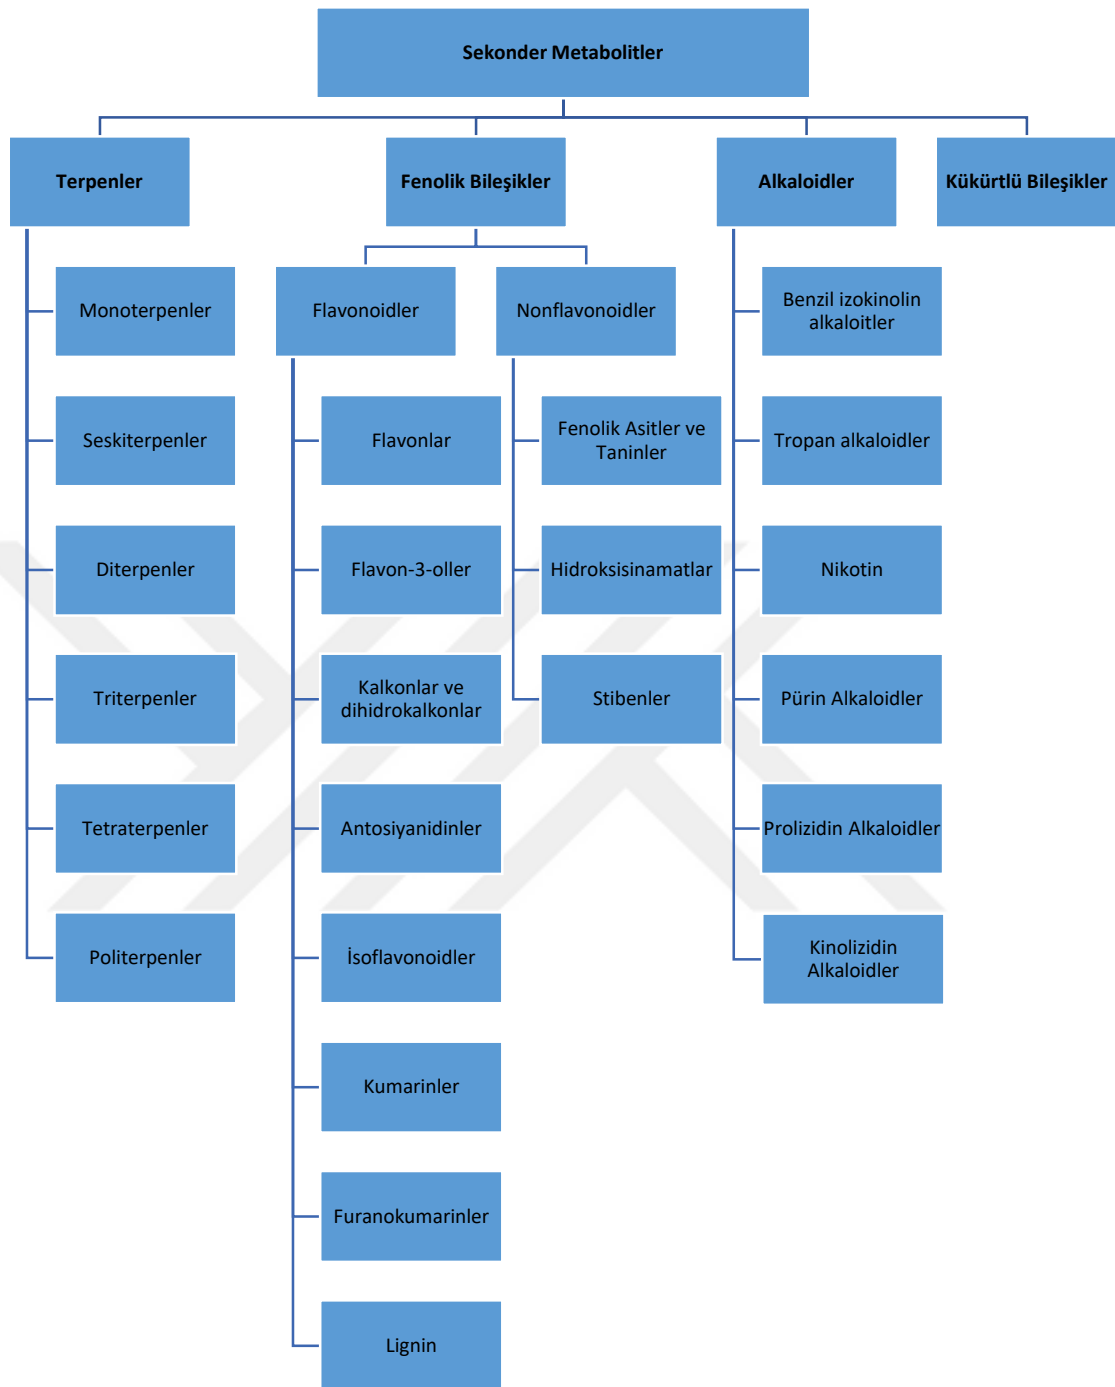 Sekonder Metabolitler
Terpenler
Fenolik Bileşikler
Alkaloidler
Kükürtlü Bileşikler
Monoterpenler
Seskiterpenler
Diterpenler
Triterpenler
Tetraterpenler
Politerpenler
Flavonoidler
Flavonlar
Flavon-3-oller
Kalkonlar ve
dihidrokalkonlar
Antosiyanidinler
İsoflavonoidler
Kumarinler
Furanokumarinler
Lignin
Nonflavonoidler
Fenolik Asitler ve
Taninler
Hidroksisinamatlar
Stibenler
Benzil izokinolin
alkaloitler
Tropan alkaloidler
Nikotin
Pürin Alkaloidler
Prolizidin Alkaloidler
Kinolizidin
Alkaloidler